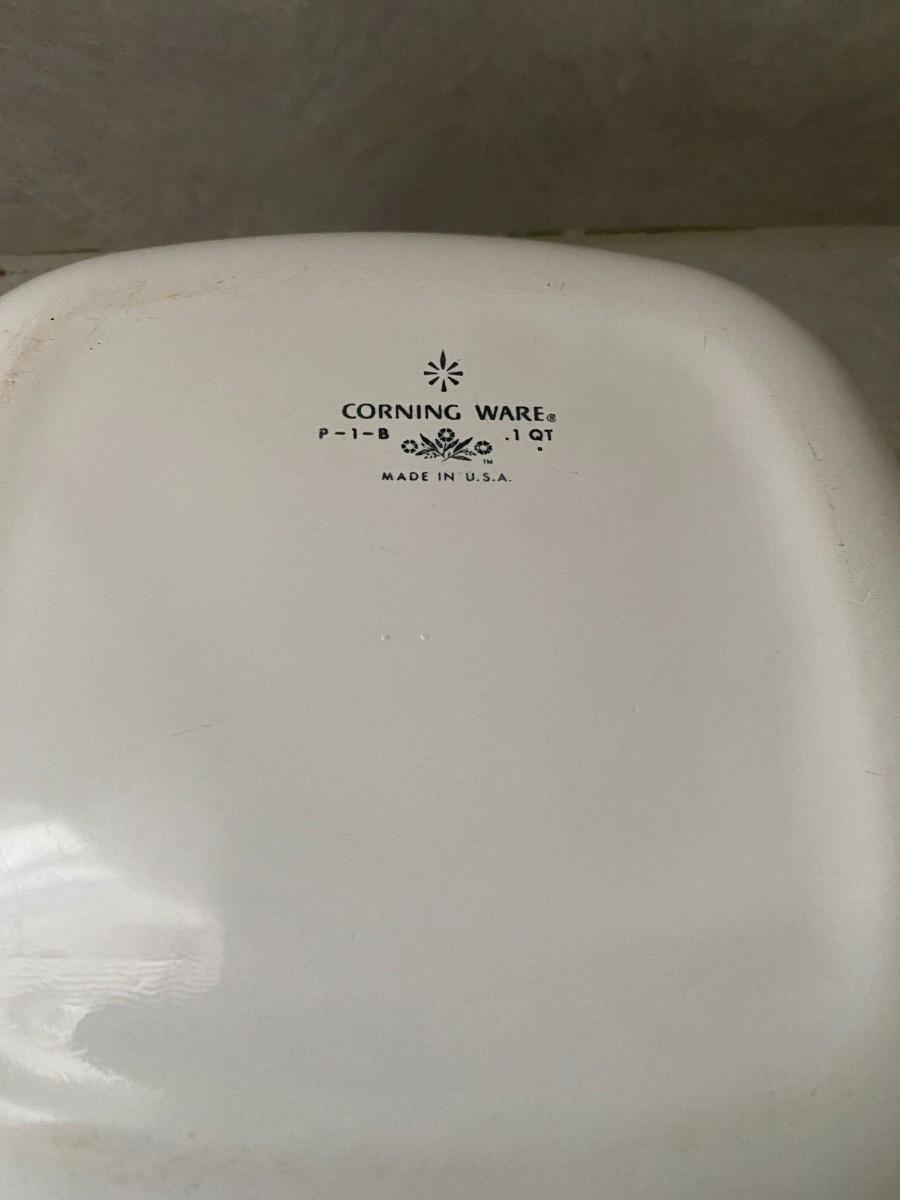 CORNING WARE®
P-1-B .1 QT
TM
MADE IN U.S.A.